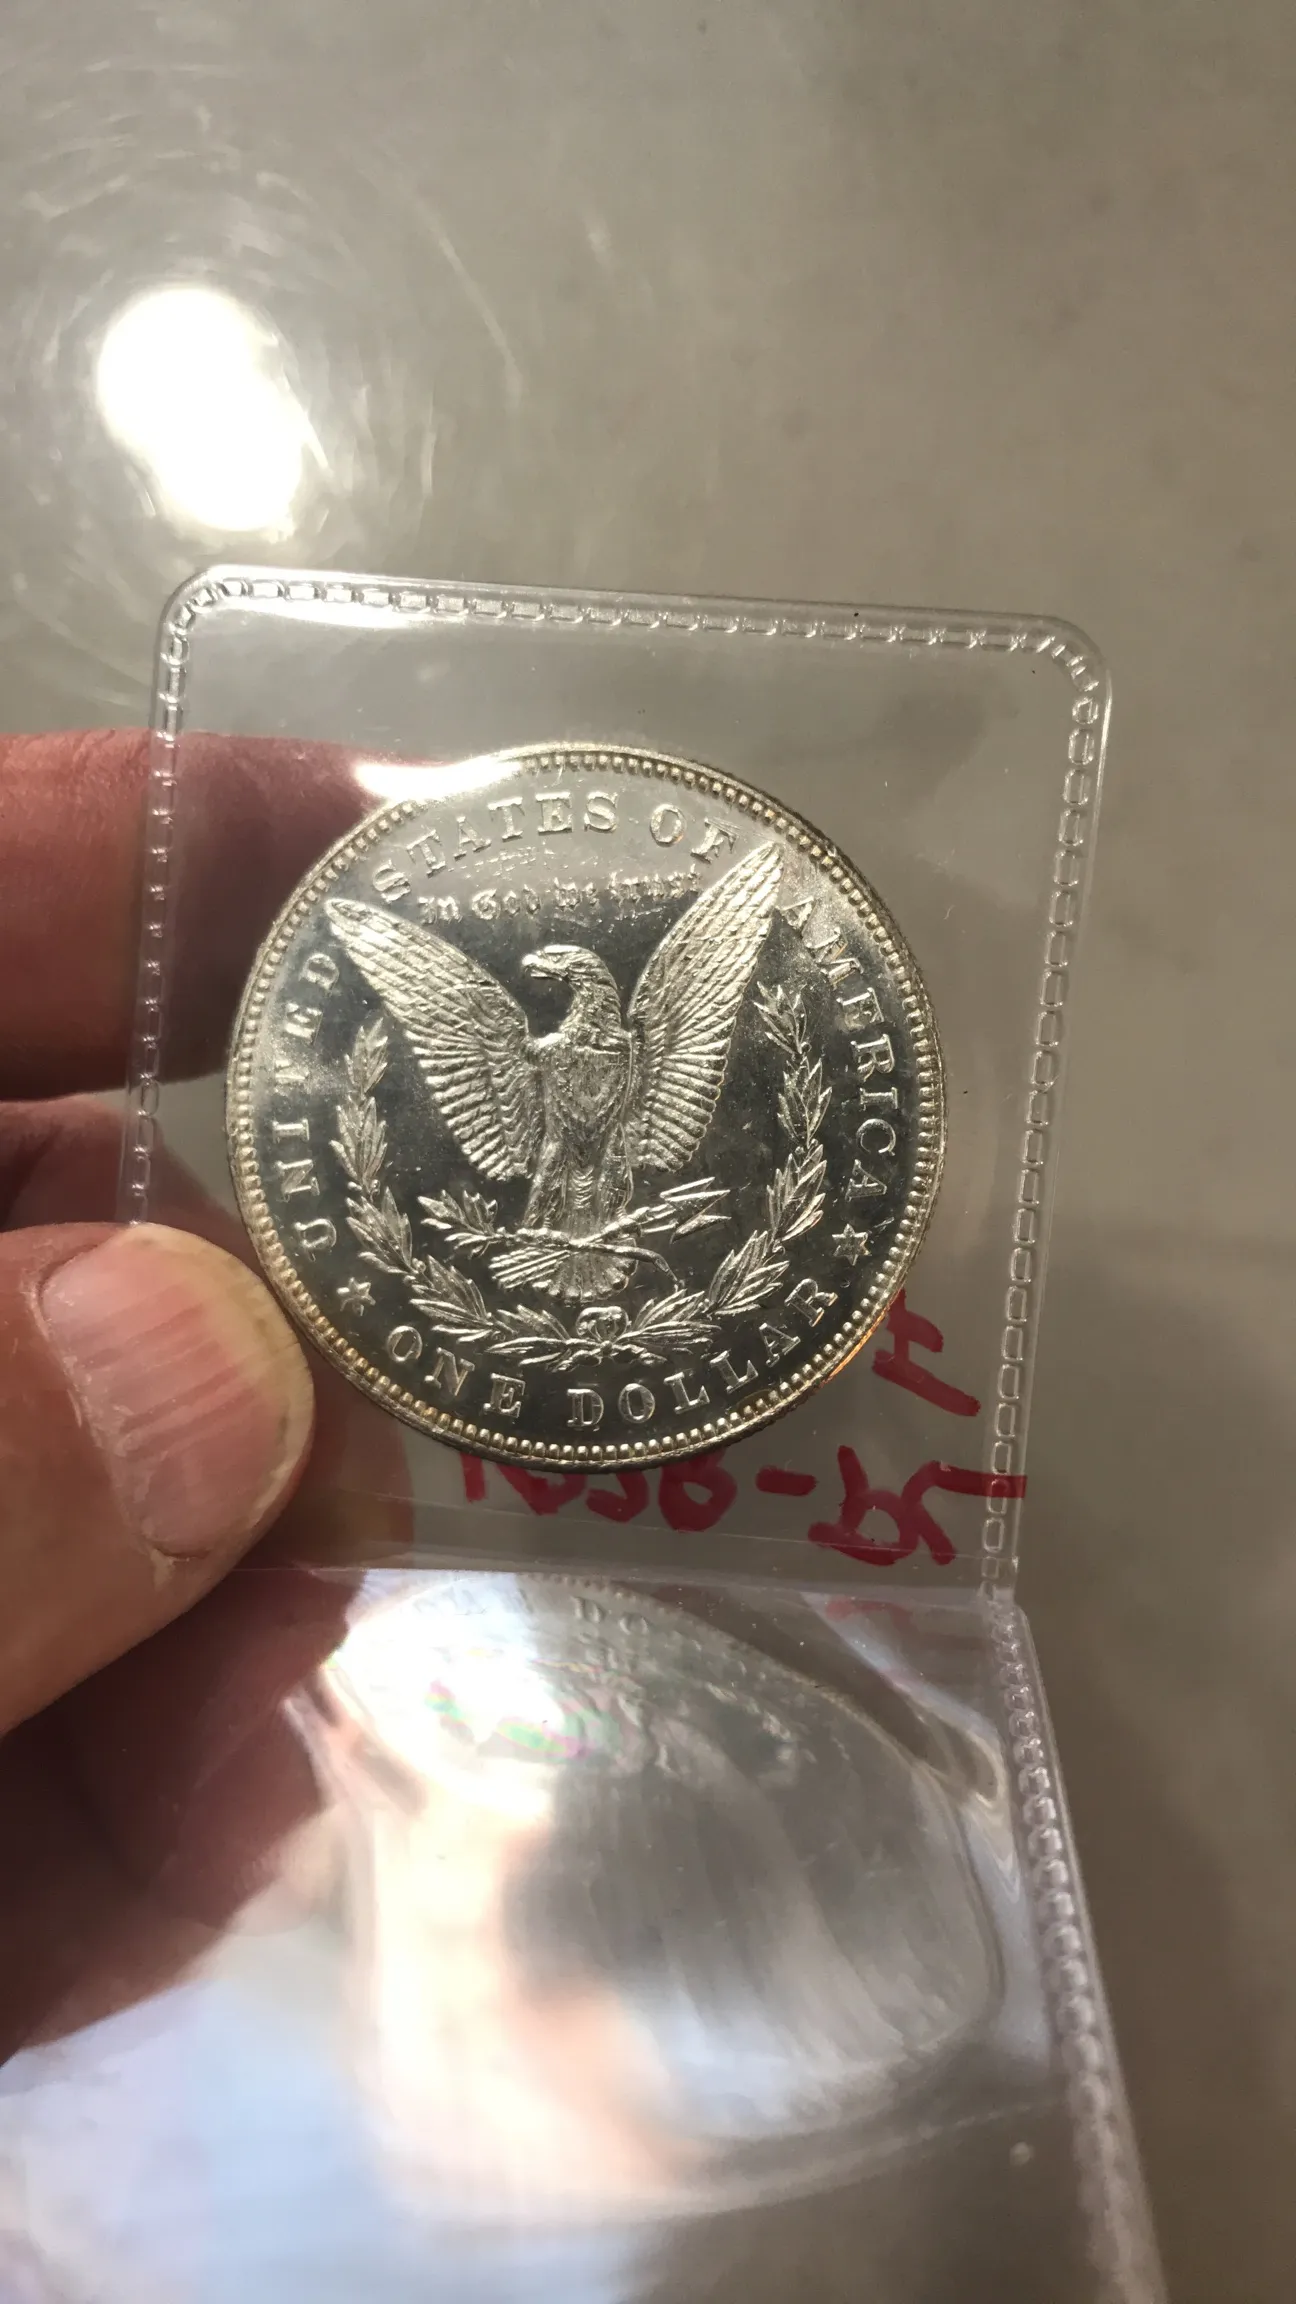 UNITED STATES OF AMERICA
In God we trust
ONE DOLLAR